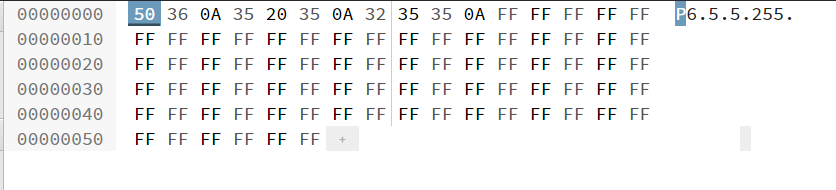 00000000 50 36 0A 35 20 35 0A 32 35 35 0A FF FF FF FF FF P6.5.5.255.
00000010 FF FF FF FF FF FF FF FF FF FF FF FF FF FF FF FF
00000020 FF FF FF FF FF FF FF FF FF FF FF FF FF FF FF FF
00000030 FF FF FF FF FF FF FF FF FF FF FF FF FF FF FF FF
00000040 FF FF FF FF FF FF FF FF FF FF FF FF FF FF FF FF
00000050 FF FF FF FF FF FF +